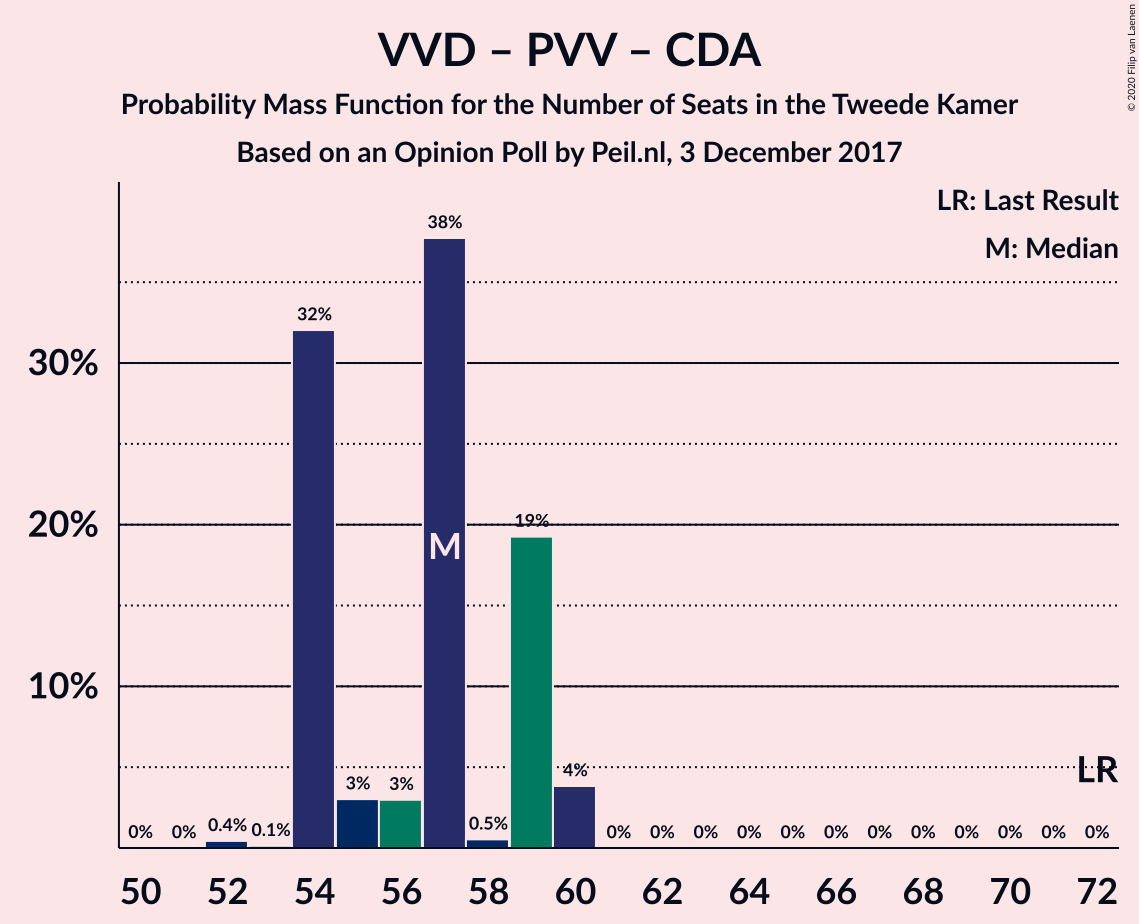 VVD – PVV – CDA
Probability Mass Function for the Number of Seats in the Tweede Kamer
Based on an Opinion Poll by Peil.nl, 3 December 2017
© 2020 Filip van Laenen
LR: Last Result
M: Median
30%
20%
10%
0% 0% 0.4% 0.1% 32% 3% 3% 38% 0.5% 19% 4% 0% 0% 0% 0% 0% 0% 0% 0% 0% 0% 0% 0%
M
LR
50 52 54 56 58 60 62 64 66 68 70 72